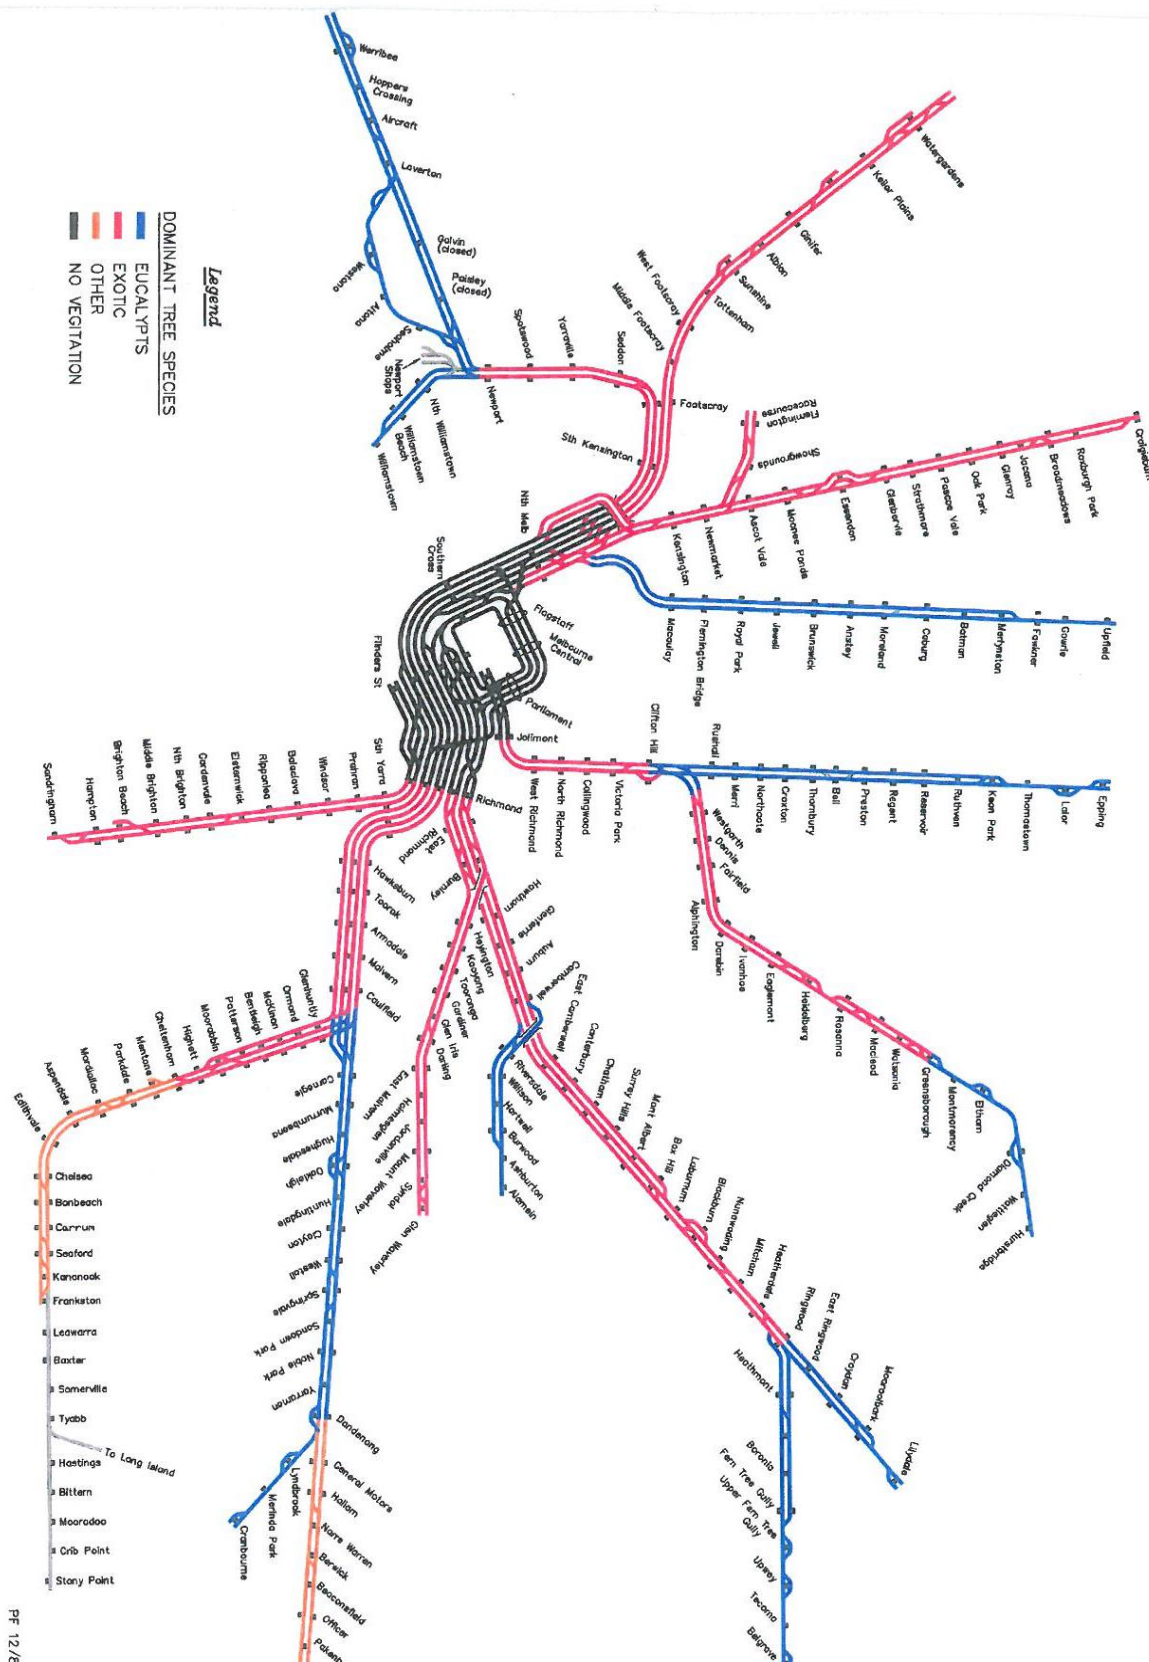 Werribee
Hoppers
Crossing
Aircraft
Laverton
Galvin
(closed)
Paisley
(closed)
Westona
Altona
Seaholme
Newport
Shops
Newport
Nth Williamstown
Williamstown
Beach
Williamstown
Spotswood
Yarraville
Seddon
Watergardens
Keilor Plains
Ginifer
Albion
Sunshine
Tottenham
West Footscray
Middle Footscray
Footscray
Sth Kensington
Flemington
Racecourse
Showgrounds
Roxburgh Park
Broadmeadows
Jacana
Glenroy
Oak Park
Pascoe Vale
Strathmore
Glenbervie
Essendon
Moonee Ponds
Ascot Vale
Newmarket
Kensington
Nth Melb
Southern
Cross
Flagstaff
Melbourne
Central
Parliament
Flinders St
Jolimont
Richmond
Upfield
Gowrie
Fawkner
Merlynston
Batman
Coburg
Moreland
Anstey
Brunswick
Jewell
Royal Park
Flemington Bridge
Macaulay
West Richmond
North Richmond
Collingwood
Victoria Park
Clifton Hill
Rushall
Merri
Northcote
Croxton
Thornbury
Bell
Preston
Regent
Reservoir
Ruthven
Keon Park
Thomastown
Lalor
Epping
Westgarth
Dennis
Fairfield
Alphington
Darebin
Ivanhoe
Eaglemont
Heidelberg
Rosanna
Macleod
Watsonia
Greensborough
Montmorency
Eltham
Diamond Creek
Wattleglen
Hurstbridge
Sth Yarra
Prahran
Windsor
Balaclava
Ripponlea
Elsternwick
Gardenvale
Nth Brighton
Middle Brighton
Brighton Beach
Hampton
Sandringham
East
Richmond
Burnley
Hawthorn
Glenferrie
Auburn
Camberwell
East Camberwell
Canterbury
Chatham
Surrey Hills
Mont Albert
Box Hill
Laburnum
Blackburn
Nunawading
Mitcham
Heatherdale
Ringwood
East Ringwood
Croydon
Mooroolbark
Lilydale
Heathmont
Boronia
Fern Tree Gully
Upper Fern Tree
Gully
Upwey
Tecoma
Belgrave
Riversdale
Willison
Hartwell
Burwood
Ashburton
Alamein
Heyington
Kooyong
Tooronga
Gardiner
Glen Iris
Darling
East Malvern
Holmesglen
Jordanville
Mount Waverley
Syndal
Glen Waverley
Hawksburn
Toorak
Armadale
Malvern
Caulfield
Carnegie
Murrumbeena
Hughesdale
Oakleigh
Huntingdale
Clayton
Westall
Springvale
Sandown Park
Noble Park
Yarraman
Dandenong
General Motors
Hallam
Narre Warren
Berwick
Beaconsfield
Officer
Lyndbrook
Merinda Park
Cranbourne
Glenhuntly
Ormond
McKinon
Bentleigh
Patterson
Moorabbin
Highett
Cheltenham
Mentone
Parkdale
Mordialloc
Aspendale
Edithvale
Chelsea
Bonbeach
Carrum
Seaford
Kananook
Frankston
Leawarra
Baxter
Somerville
Tyabb
To Long Island
Hastings
Bittern
Mooradoo
Crib Point
Stony Point
Legend
DOMINANT TREE SPECIES
EUCALYPTS
EXOTIC
OTHER
NO VEGITATION